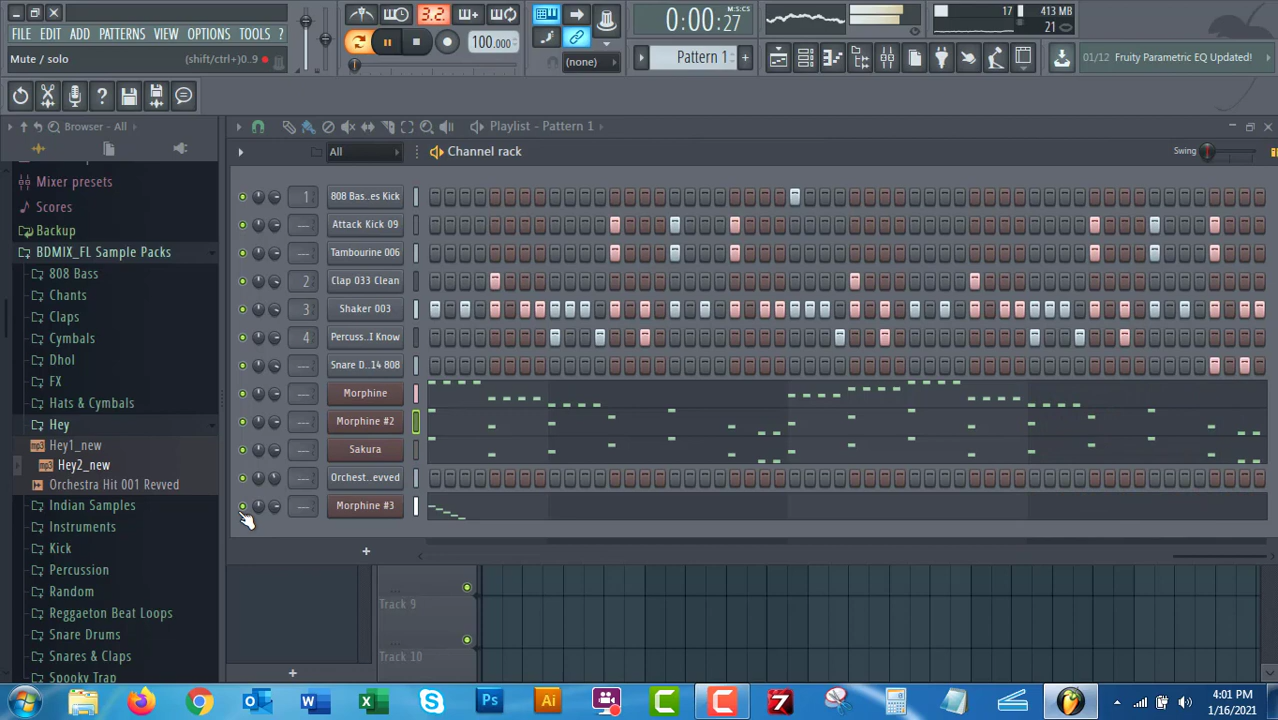 FILE EDIT ADD PATTERNS VIEW OPTIONS TOOLS ?
Mute / solo (shift/ctrl+)0..9
3.2.
100.000
0:00:27
M:S:CS
(none)
Pattern 1
17
413 MB
21
01/12 Fruity Parametric EQ Updated!
Browser - All
Playlist - Pattern 1
All
Channel rack
Swing
Mixer presets
Scores
Backup
BDMIX_FL Sample Packs
808 Bass
Chants
Claps
Cymbals
Dhol
FX
Hats & Cymbals
Hey
Hey1_new
Hey2_new
Orchestra Hit 001 Revved
Indian Samples
Instruments
Kick
Percussion
Random
Reggaeton Beat Loops
Snare Drums
Snares & Claps
Spooky Trap
1 808 Bas..es Kick
--- Attack Kick 09
--- Tambourine 006
2 Clap 033 Clean
3 Shaker 003
4 Percuss..I Know
--- Snare D..14 808
--- Morphine
--- Morphine #2
--- Sakura
--- Orchest..evved
--- Morphine #3
Track 9
Track 10
4:01 PM
1/16/2021